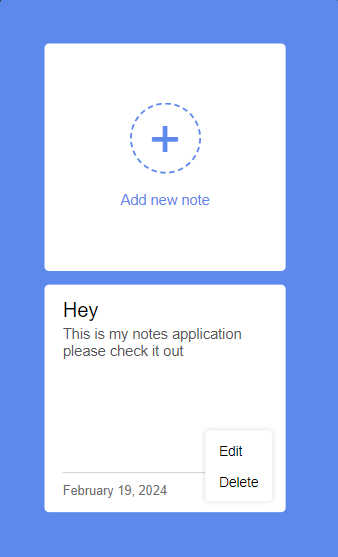 Add new note
Hey
This is my notes application
please check it out
Edit
Delete
February 19, 2024